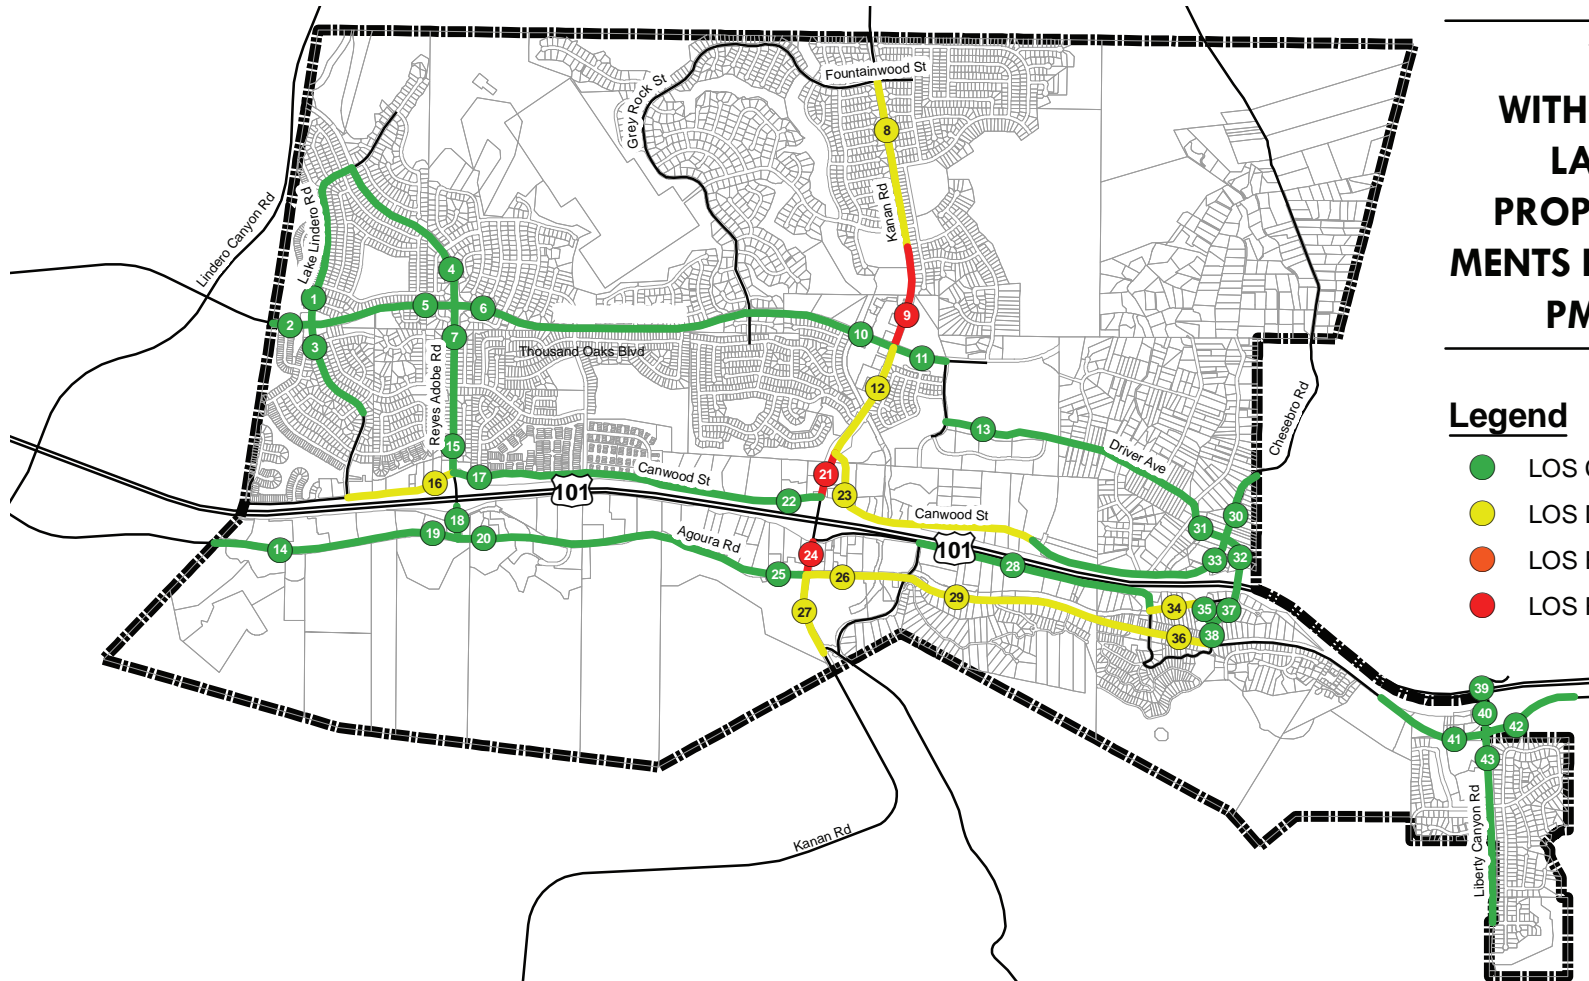 WITH
LA
PROP
MENTS
PM
Legend
LOS
LOS
LOS
LOS
Fountainwood St
Grey Rock St
Kanan Rd
Lindero Canyon Rd
Lake Lindero Rd
Thousand Oaks Blvd
Reyes Adobe Rd
Chesebro Rd
Driver Ave
Canwood St
101
Canwood St
Agoura Rd
101
Kanan Rd
Liberty Canyon Rd
1
2
3
4
5
6
7
8
9
10
11
12
13
14
15
16
17
18
19
20
21
22
23
24
25
26
27
28
29
30
31
32
33
34
35
36
37
38
39
40
41
42
43